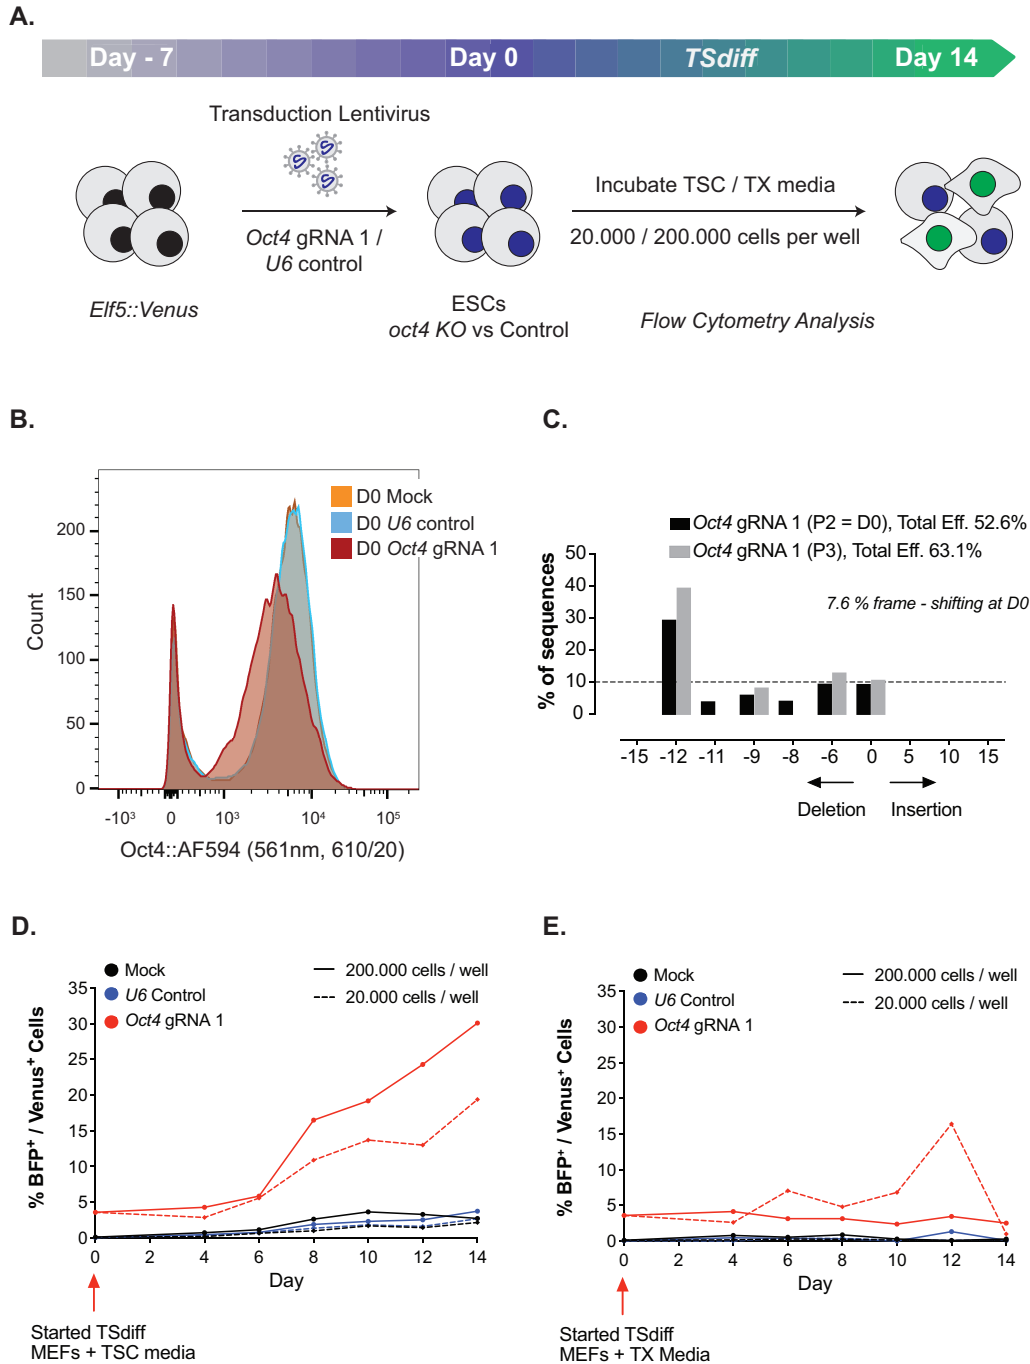 A.
Day - 7
Day 0
TSdiff
Day 14
Transduction Lentivirus
Oct4 gRNA 1 /
U6 control
Incubate TSC / TX media
20.000 / 200.000 cells per well
Elf5::Venus
ESCs
oct4 KO vs Control
Flow Cytometry Analysis
B.
D0 Mock
D0 U6 control
D0 Oct4 gRNA 1
200
150
100
50
0
Count
-10³ 0 10³ 10⁴ 10⁵
Oct4::AF594 (561nm, 610/20)
C.
Oct4 gRNA 1 (P2 = D0), Total Eff. 52.6%
Oct4 gRNA 1 (P3), Total Eff. 63.1%
7.6 % frame - shifting at D0
50
40
30
20
10
0
% of sequences
-15 -12 -11 -9 -8 -6 0 5 10 15
Deletion Insertion
D.
Mock
U6 Control
Oct4 gRNA 1
200.000 cells / well
20.000 cells / well
35
30
25
20
15
10
5
0
% BFP⁺ / Venus⁺ Cells
0 2 4 6 8 10 12 14
Day
Started TSdiff
MEFs + TSC media
E.
Mock
U6 Control
Oct4 gRNA 1
200.000 cells / well
20.000 cells / well
35
30
25
20
15
10
5
0
% BFP⁺ / Venus⁺ Cells
0 2 4 6 8 10 12 14
Day
Started TSdiff
MEFs + TX Media